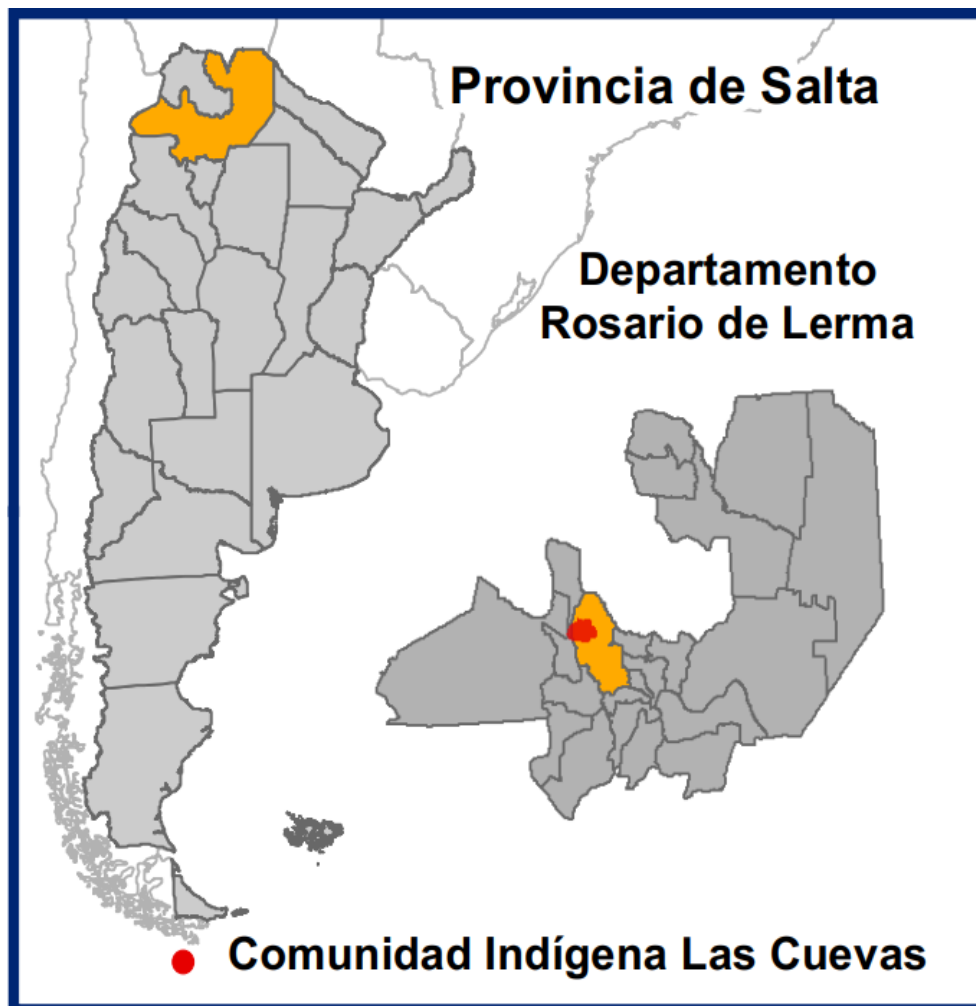 Provincia de Salta
Departamento
Rosario de Lerma
Comunidad Indígena Las Cuevas